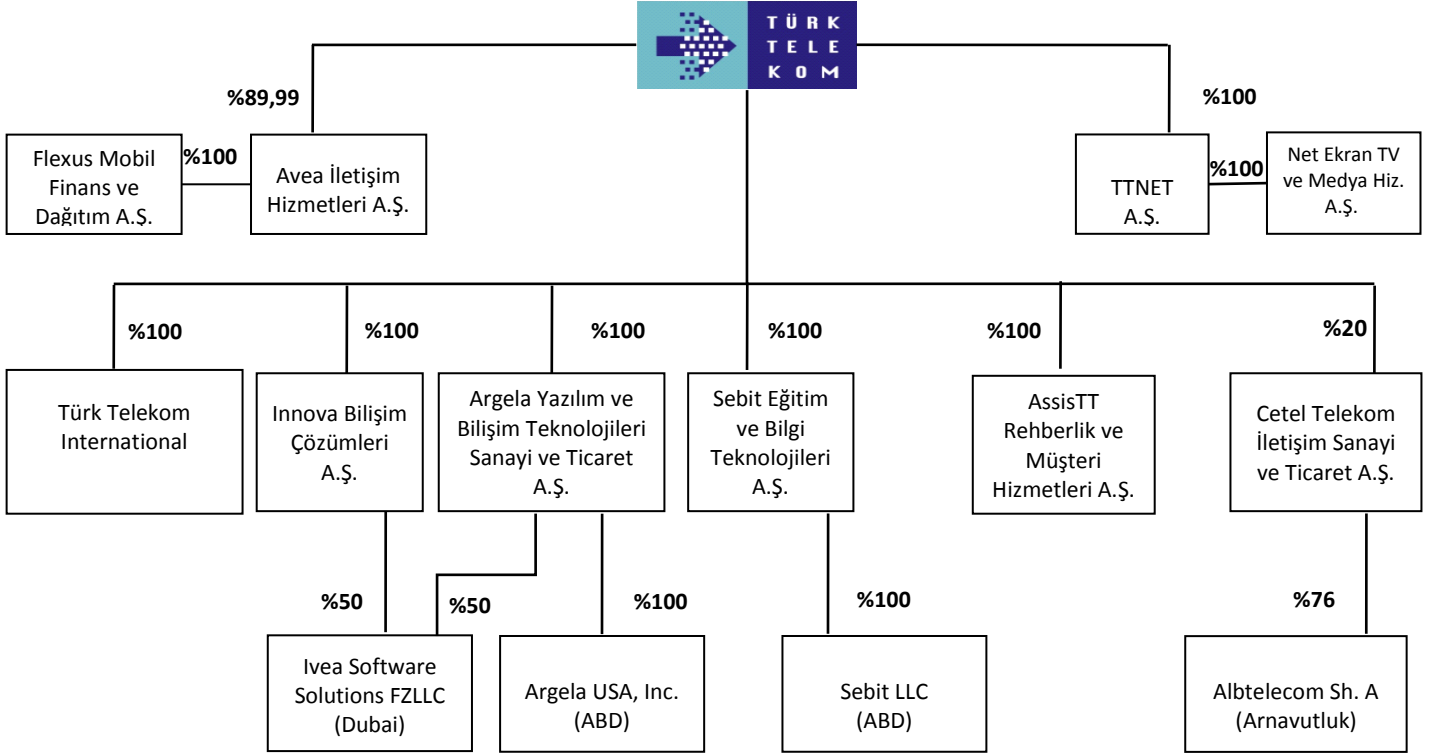 TÜRK
TELE
KOM
%89,99
%100
Flexus Mobil
Finans ve
Dağıtım A.Ş.
%100
Avea İletişim
Hizmetleri A.Ş.
TTNET
A.Ş.
%100
Net Ekran TV
ve Medya Hiz.
A.Ş.
%100
%100
%100
%100
%100
%20
Türk Telekom
International
Innova Bilişim
Çözümleri
A.Ş.
Argela Yazılım ve
Bilişim Teknolojileri
Sanayi ve Ticaret
A.Ş.
Sebit Eğitim
ve Bilgi
Teknolojileri
A.Ş.
AssisTT
Rehberlik ve
Müşteri
Hizmetleri A.Ş.
Cetel Telekom
İletişim Sanayi
ve Ticaret A.Ş.
%50
%50
%100
%100
%76
Ivea Software
Solutions FZLLC
(Dubai)
Argela USA, Inc.
(ABD)
Sebit LLC
(ABD)
Albtelecom Sh. A
(Arnavutluk)